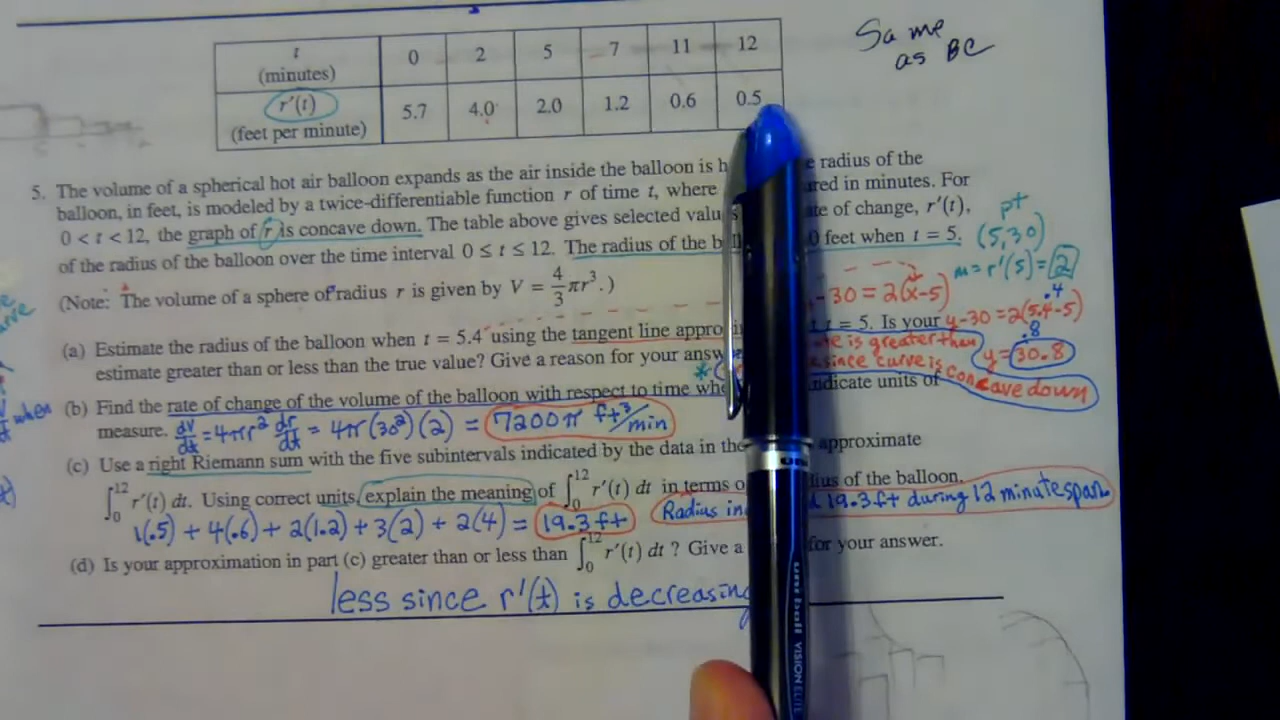 t
(minutes)
0 2 5 7 11 12
r'(t)
(feet per minute)
5.7 4.0 2.0 1.2 0.6 0.5
Same
as BC
5. The volume of a spherical hot air balloon expands as the air inside the balloon is h radius of the
balloon, in feet, is modeled by a twice-differentiable function r of time t, where in minutes. For
0 < t < 12, the graph of r is concave down. The table above gives selected of change, r'(t),
of the radius of the balloon over the time interval 0 ≤ t ≤ 12. The radius of the feet when t = 5.
pt
(5,30)
m = r'(5) = 2
(Note: The volume of a sphere of radius r is given by V = 4/3 πr³.)
-30 = 2(x-5)
y-30 = 2(5.4-5)
.4
.8
y = 30.8
(a) Estimate the radius of the balloon when t = 5.4 using the tangent line t = 5. Is your
estimate greater than or less than the true value? Give a reason for your
is greater than
since curve is concave down
(b) Find the rate of change of the volume of the balloon with respect to time indicate units of
measure. dV/dt = 4πr² dr/dt = 4π(30²)(2) = 7200π ft³/min
when
(c) Use a right Riemann sum with the five subintervals indicated by the data in the approximate
∫₀¹² r'(t) dt. Using correct units, explain the meaning of ∫₀¹² r'(t) dt in terms of the balloon.
1(.5) + 4(.6) + 2(1.2) + 3(2) + 2(4) = 19.3 ft
Radius 19.3 ft during 12 minute span
(d) Is your approximation in part (c) greater than or less than ∫₀¹² r'(t) dt ? Give a for your answer.
less since r'(t) is decreasing
VISION ELITE